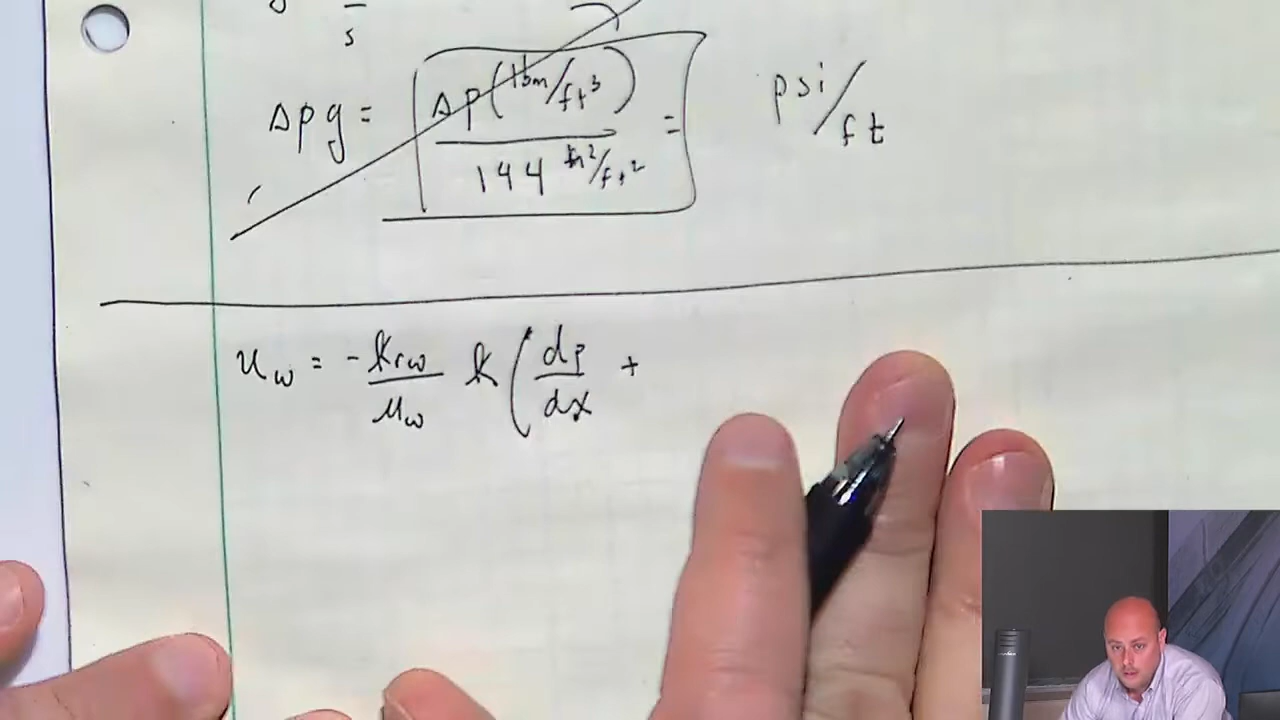 s
Δρg = Δρ(lbm/ft³) / 144 in²/ft² = psi/ft
u_w = -k_rw/μ_w k (dp/dx +